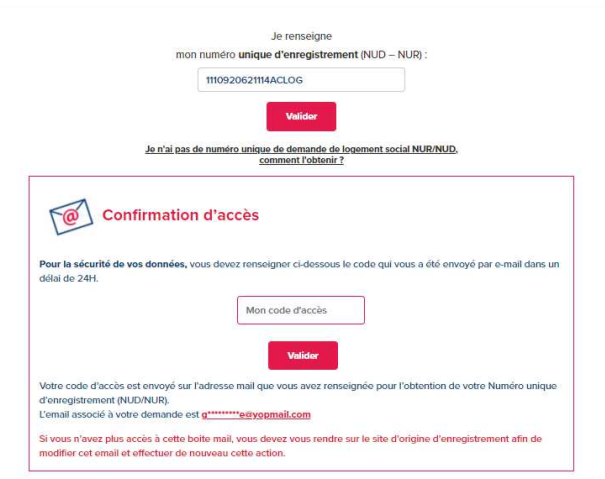 Je renseigne
mon numéro unique d'enregistrement (NUD – NUR) :
1110920621114ACLOG
Valider
Je n'ai pas de numéro unique de demande de logement social NUR/NUD,
comment l'obtenir ?
@
Confirmation d'accès
Pour la sécurité de vos données, vous devez renseigner ci-dessous le code qui vous a été envoyé par e-mail dans un
délai de 24H.
Mon code d'accès
Valider
Votre code d'accès est envoyé sur l'adresse mail que vous avez renseignée pour l'obtention de votre Numéro unique
d'enregistrement (NUD/NUR).
L'email associé à votre demande est g*********e@yopmail.com
Si vous n'avez plus accès à cette boite mail, vous devez vous rendre sur le site d'origine d'enregistrement afin de
modifier cet email et effectuer de nouveau cette action.